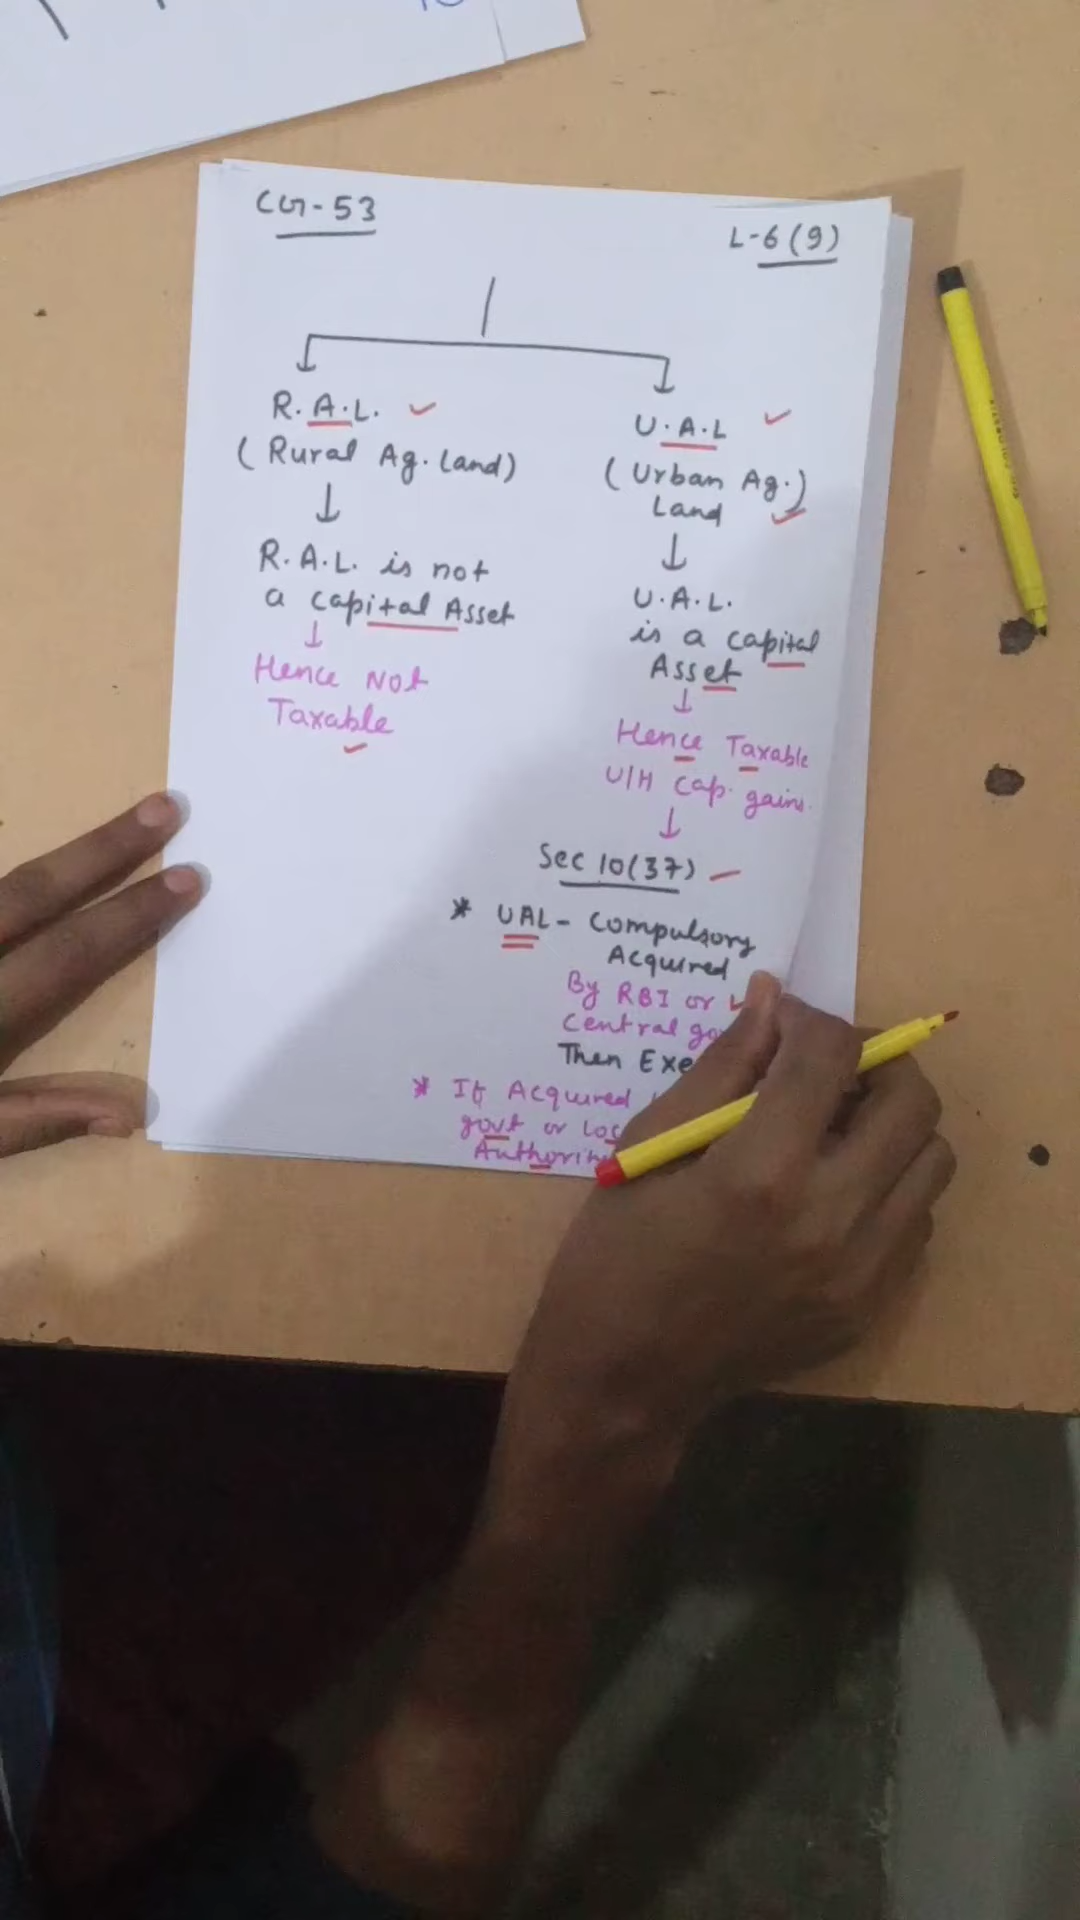 CG-53
L-6(9)
R.A.L.
(Rural Ag. Land)
R.A.L. is not
a capital Asset
Hence Not
Taxable
U.A.L
(Urban Ag.)
Land
U.A.L.
is a capital
Asset
Hence Taxable
U/H cap. gains.
Sec 10(37)
* UAL - Compulsory
Acquired
By RBI or
Central
Then
* If Acquired
govt or